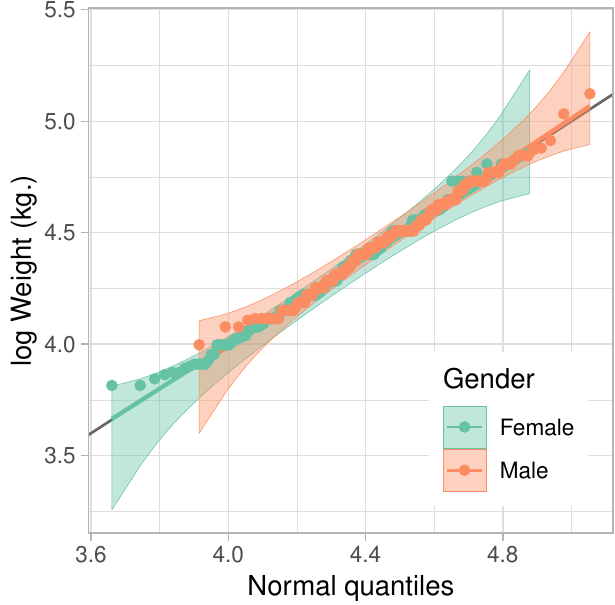 5.5
5.0
4.5
4.0
3.5
log Weight (kg.)
3.6 4.0 4.4 4.8
Normal quantiles
Gender
Female
Male